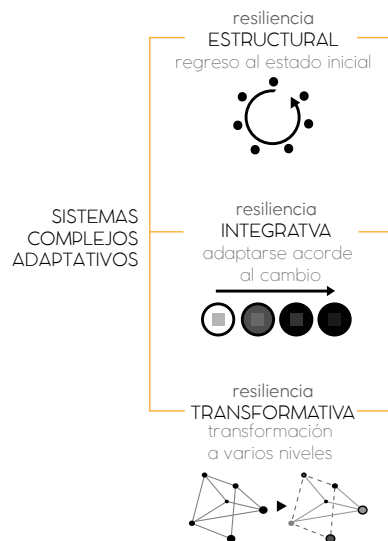 resiliencia
ESTRUCTURAL
regreso al estado inicial
SISTEMAS
COMPLEJOS
ADAPTATIVOS
resiliencia
INTEGRATVA
adaptarse acorde
al cambio
resiliencia
TRANSFORMATIVA
transformación
a varios niveles